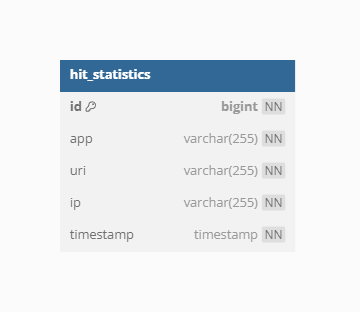 hit_statistics
id bigint NN
app varchar(255) NN
uri varchar(255) NN
ip varchar(255) NN
timestamp timestamp NN